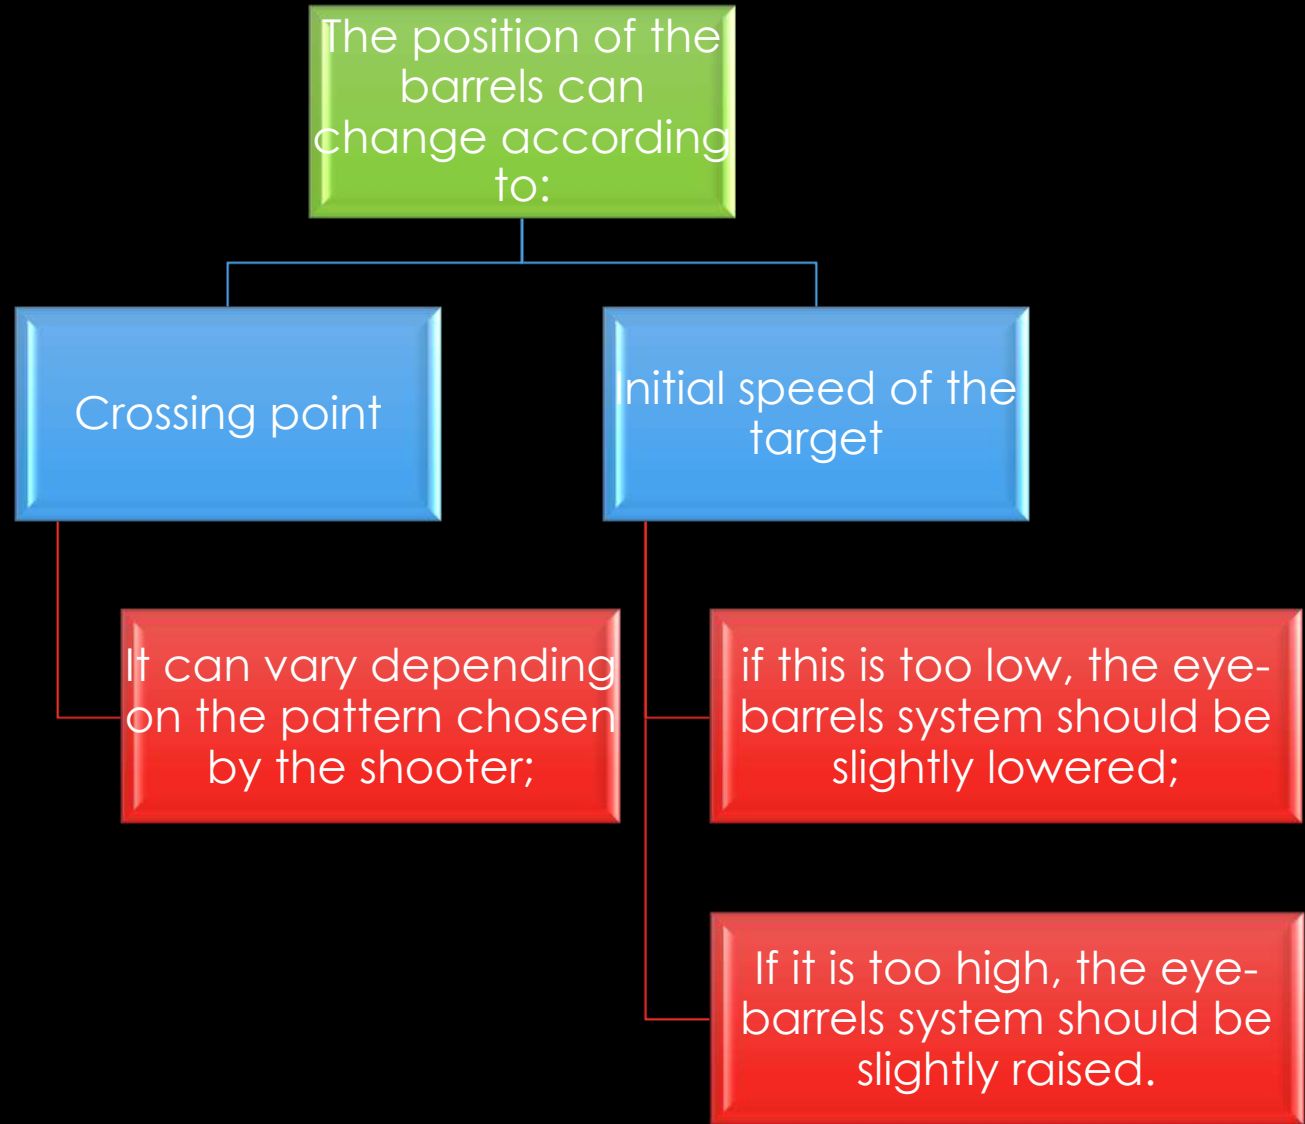 The position of the
barrels can
change according
to:
Crossing point
Initial speed of the
target
It can vary depending
on the pattern chosen
by the shooter;
if this is too low, the eye-
barrels system should be
slightly lowered;
If it is too high, the eye-
barrels system should be
slightly raised.